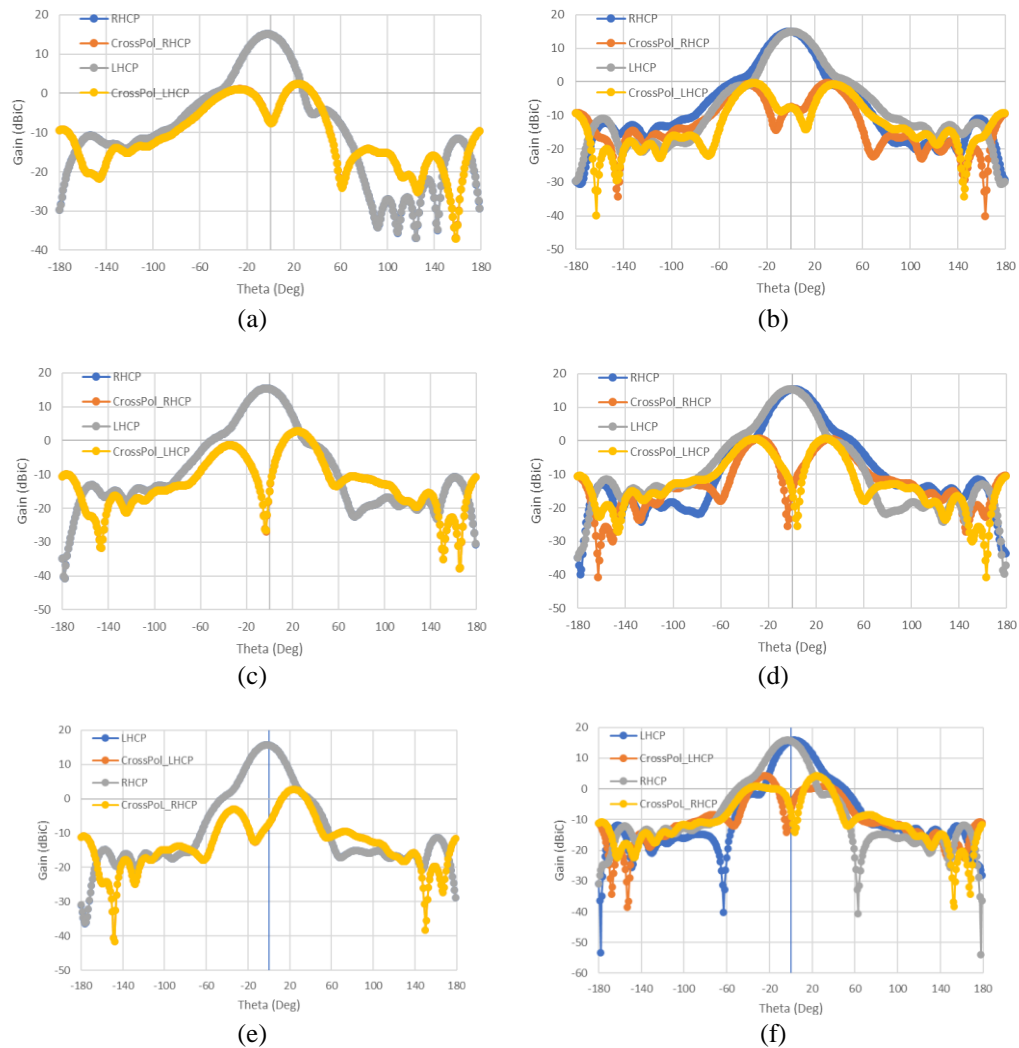 20
10
0
-10
-20
-30
-40
Gain (dBiC)
RHCP
CrossPol_RHCP
LHCP
CrossPol_LHCP
-180 -140 -100 -60 -20 20 60 100 140 180
Theta (Deg)
(a)
20
10
0
-10
-20
-30
-40
-50
Gain (dBiC)
RHCP
CrossPol_RHCP
LHCP
CrossPol_LHCP
-180 -140 -100 -60 -20 20 60 100 140 180
Theta (Deg)
(b)
20
10
0
-10
-20
-30
-40
-50
Gain (dBiC)
RHCP
CrossPol_RHCP
LHCP
CrossPol_LHCP
-180 -140 -100 -60 -20 20 60 100 140 180
Theta (Deg)
(c)
20
10
0
-10
-20
-30
-40
-50
Gain (dBiC)
RHCP
CrossPol_RHCP
LHCP
CrossPol_LHCP
-180 -140 -100 -60 -20 20 60 100 140 180
Theta (Deg)
(d)
20
10
0
-10
-20
-30
-40
-50
Gain (dBiC)
LHCP
CrossPol_LHCP
RHCP
CrossPoL_RHCP
-180 -140 -100 -60 -20 20 60 100 140 180
Theta (Deg)
(e)
20
10
0
-10
-20
-30
-40
-50
-60
Gain (dBiC)
LHCP
CrossPol_LHCP
RHCP
CrossPoL_RHCP
-180 -140 -100 -60 -20 20 60 100 140 180
Theta (Deg)
(f)